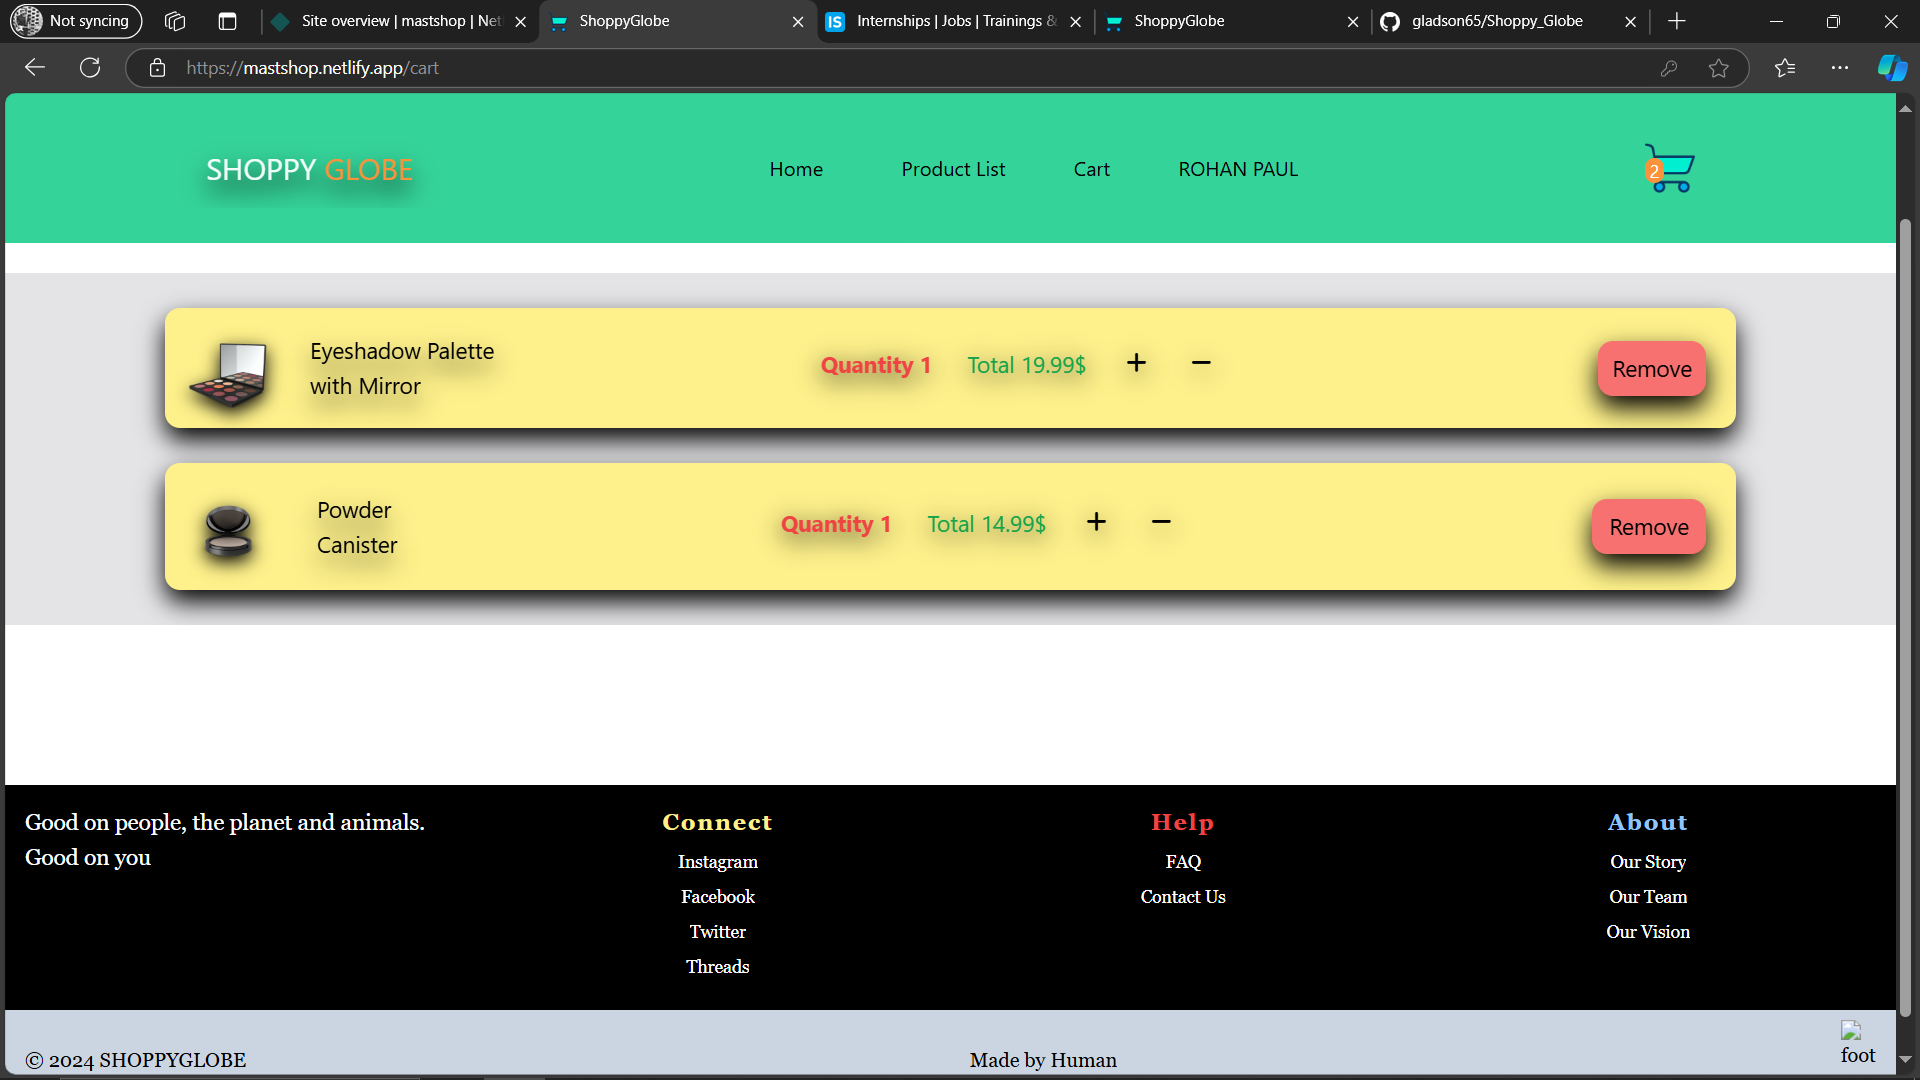 Not syncing
Site overview | mastshop | Net
ShoppyGlobe
IS
Internships | Jobs | Trainings &
ShoppyGlobe
gladson65/Shoppy_Globe
https://mastshop.netlify.app/cart
SHOPPY GLOBE
Home
Product List
Cart
ROHAN PAUL
2
Eyeshadow Palette
with Mirror
Quantity 1
Total 19.99$
+
−
Remove
Powder
Canister
Quantity 1
Total 14.99$
+
−
Remove
Good on people, the planet and animals.
Good on you
Connect
Instagram
Facebook
Twitter
Threads
Help
FAQ
Contact Us
About
Our Story
Our Team
Our Vision
© 2024 SHOPPYGLOBE
Made by Human
foot